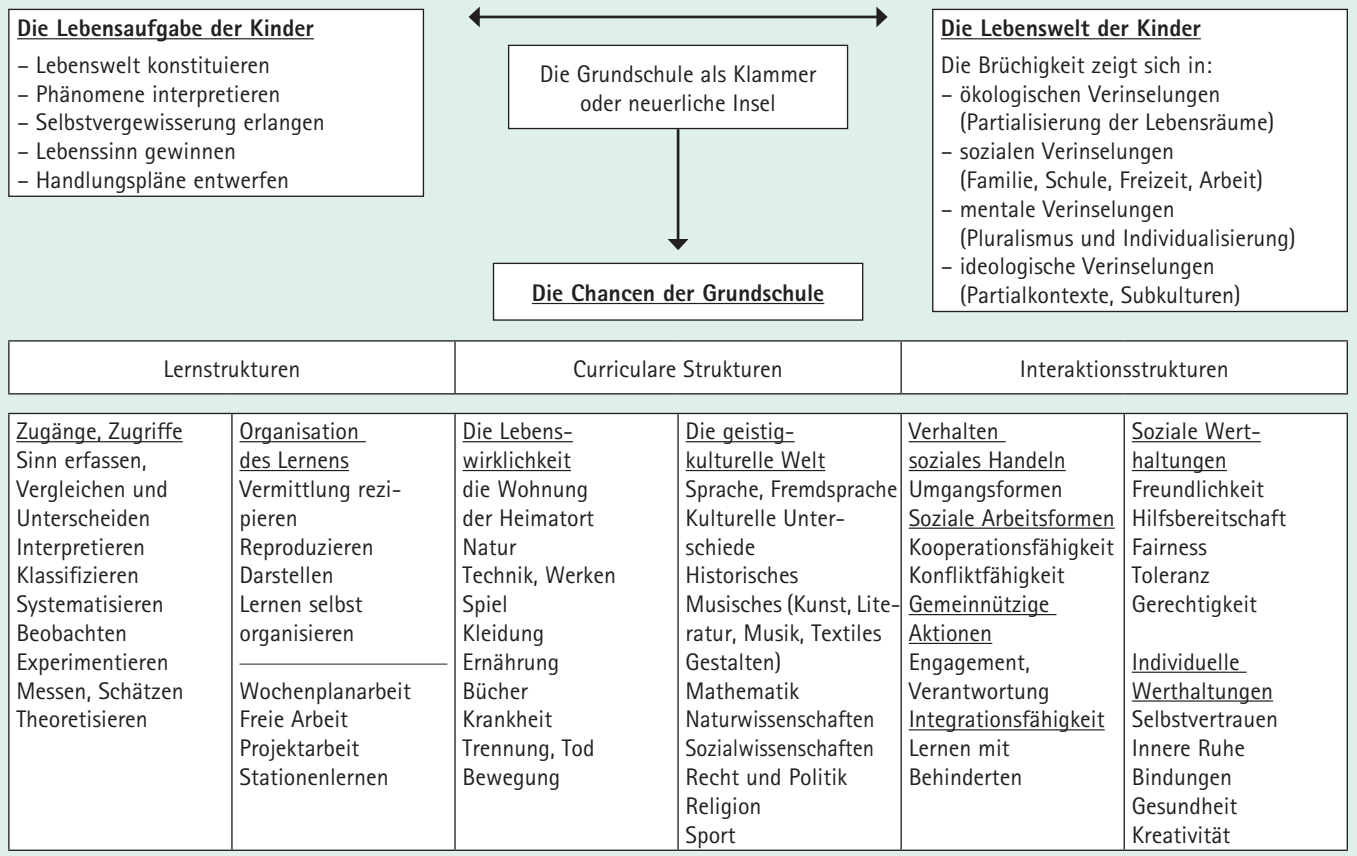 Die Lebensaufgabe der Kinder
– Lebenswelt konstituieren
– Phänomene interpretieren
– Selbstvergewisserung erlangen
– Lebenssinn gewinnen
– Handlungspläne entwerfen
Die Grundschule als Klammer
oder neuerliche Insel
Die Lebenswelt der Kinder
Die Brüchigkeit zeigt sich in:
– ökologischen Verinselungen
(Partialisierung der Lebensräume)
– sozialen Verinselungen
(Familie, Schule, Freizeit, Arbeit)
– mentale Verinselungen
(Pluralismus und Individualisierung)
– ideologische Verinselungen
(Partialkontexte, Subkulturen)
Die Chancen der Grundschule
Lernstrukturen
Curriculare Strukturen
Interaktionsstrukturen
Zugänge, Zugriffe
Sinn erfassen,
Vergleichen und
Unterscheiden
Interpretieren
Klassifizieren
Systematisieren
Beobachten
Experimentieren
Messen, Schätzen
Theoretisieren
Organisation
des Lernens
Vermittlung rezi-
pieren
Reproduzieren
Darstellen
Lernen selbst
organisieren
Wochenplanarbeit
Freie Arbeit
Projektarbeit
Stationenlernen
Die Lebens-
wirklichkeit
die Wohnung
der Heimatort
Natur
Technik, Werken
Spiel
Kleidung
Ernährung
Bücher
Krankheit
Trennung, Tod
Bewegung
Die geistig-
kulturelle Welt
Sprache, Fremdsprache
Kulturelle Unter-
schiede
Historisches
Musisches (Kunst, Lite-
ratur, Musik, Textiles
Gestalten)
Mathematik
Naturwissenschaften
Sozialwissenschaften
Recht und Politik
Religion
Sport
Verhalten
soziales Handeln
Umgangsformen
Soziale Arbeitsformen
Kooperationsfähigkeit
Konfliktfähigkeit
Gemeinnützige
Aktionen
Engagement,
Verantwortung
Integrationsfähigkeit
Lernen mit
Behinderten
Soziale Wert-
haltungen
Freundlichkeit
Hilfsbereitschaft
Fairness
Toleranz
Gerechtigkeit
Individuelle
Werthaltungen
Selbstvertrauen
Innere Ruhe
Bindungen
Gesundheit
Kreativität